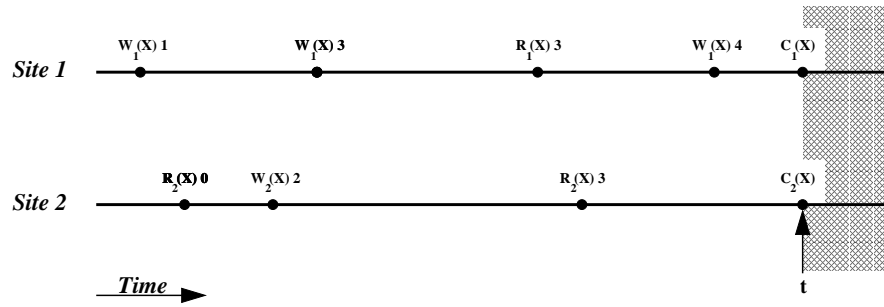 W₁(X) 1 W₁(X) 3 R₁(X) 3 W₁(X) 4 C₁(X)
Site 1
R₂(X) 0 W₂(X) 2 R₂(X) 3 C₂(X)
Site 2
Time
t